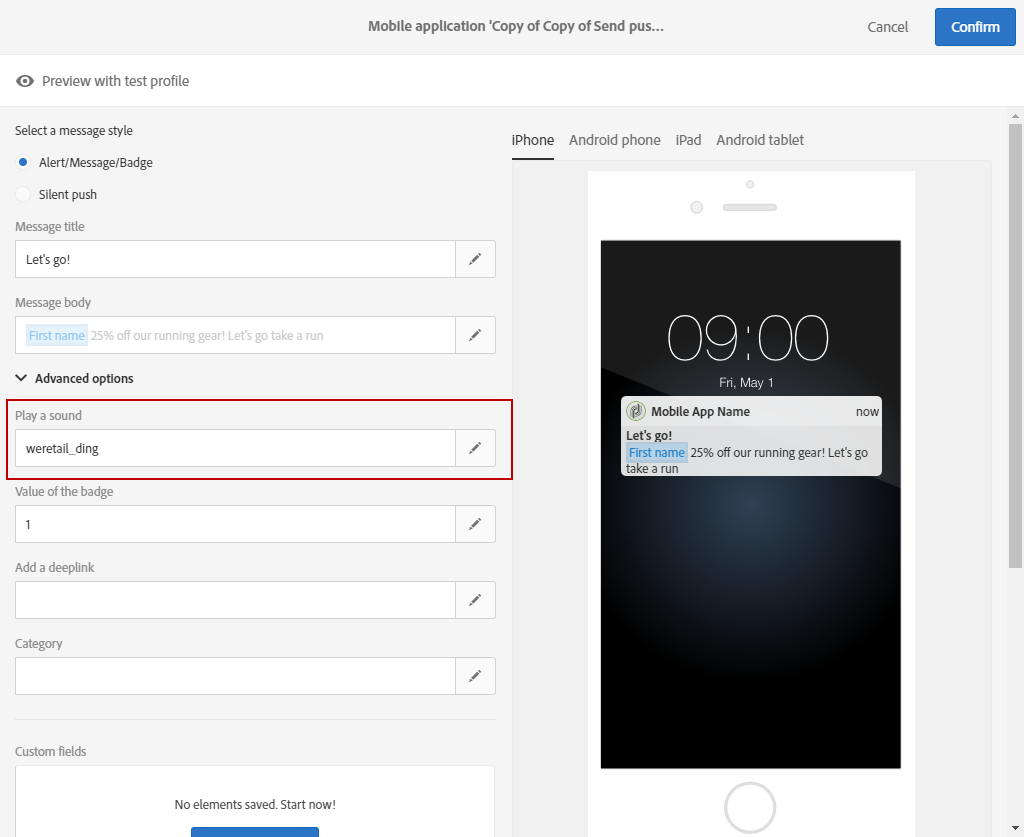 Mobile application 'Copy of Copy of Send pus...
Cancel
Confirm
Preview with test profile
Select a message style
Alert/Message/Badge
Silent push
Message title
Let's go!
Message body
First name 25% off our running gear! Let's go take a run
Advanced options
Play a sound
weretail_ding
Value of the badge
1
Add a deeplink
Category
Custom fields
No elements saved. Start now!
iPhone Android phone iPad Android tablet
09:00
Fri, May 1
Mobile App Name now
Let's go!
First name 25% off our running gear! Let's go
take a run